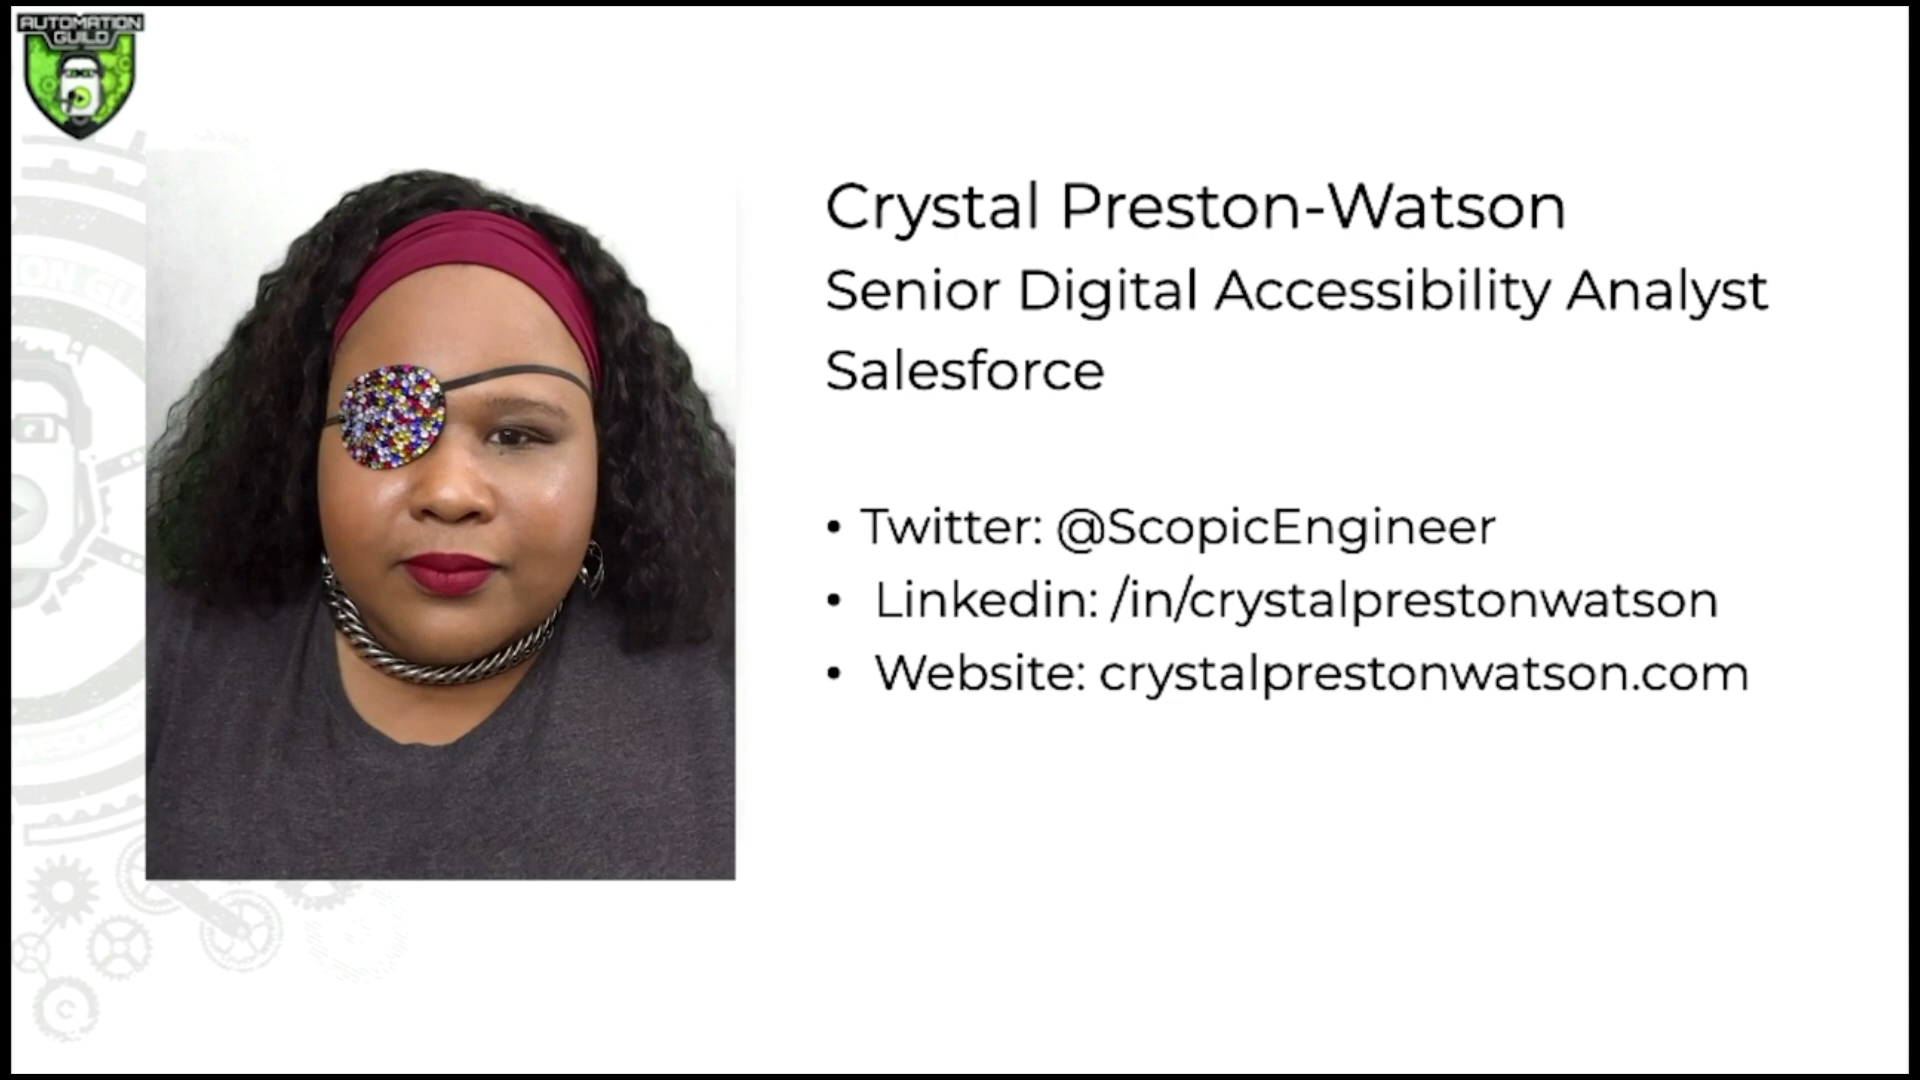 AUTOMATION
GUILD
Crystal Preston-Watson
Senior Digital Accessibility Analyst
Salesforce
• Twitter: @ScopicEngineer
• Linkedin: /in/crystalprestonwatson
• Website: crystalprestonwatson.com